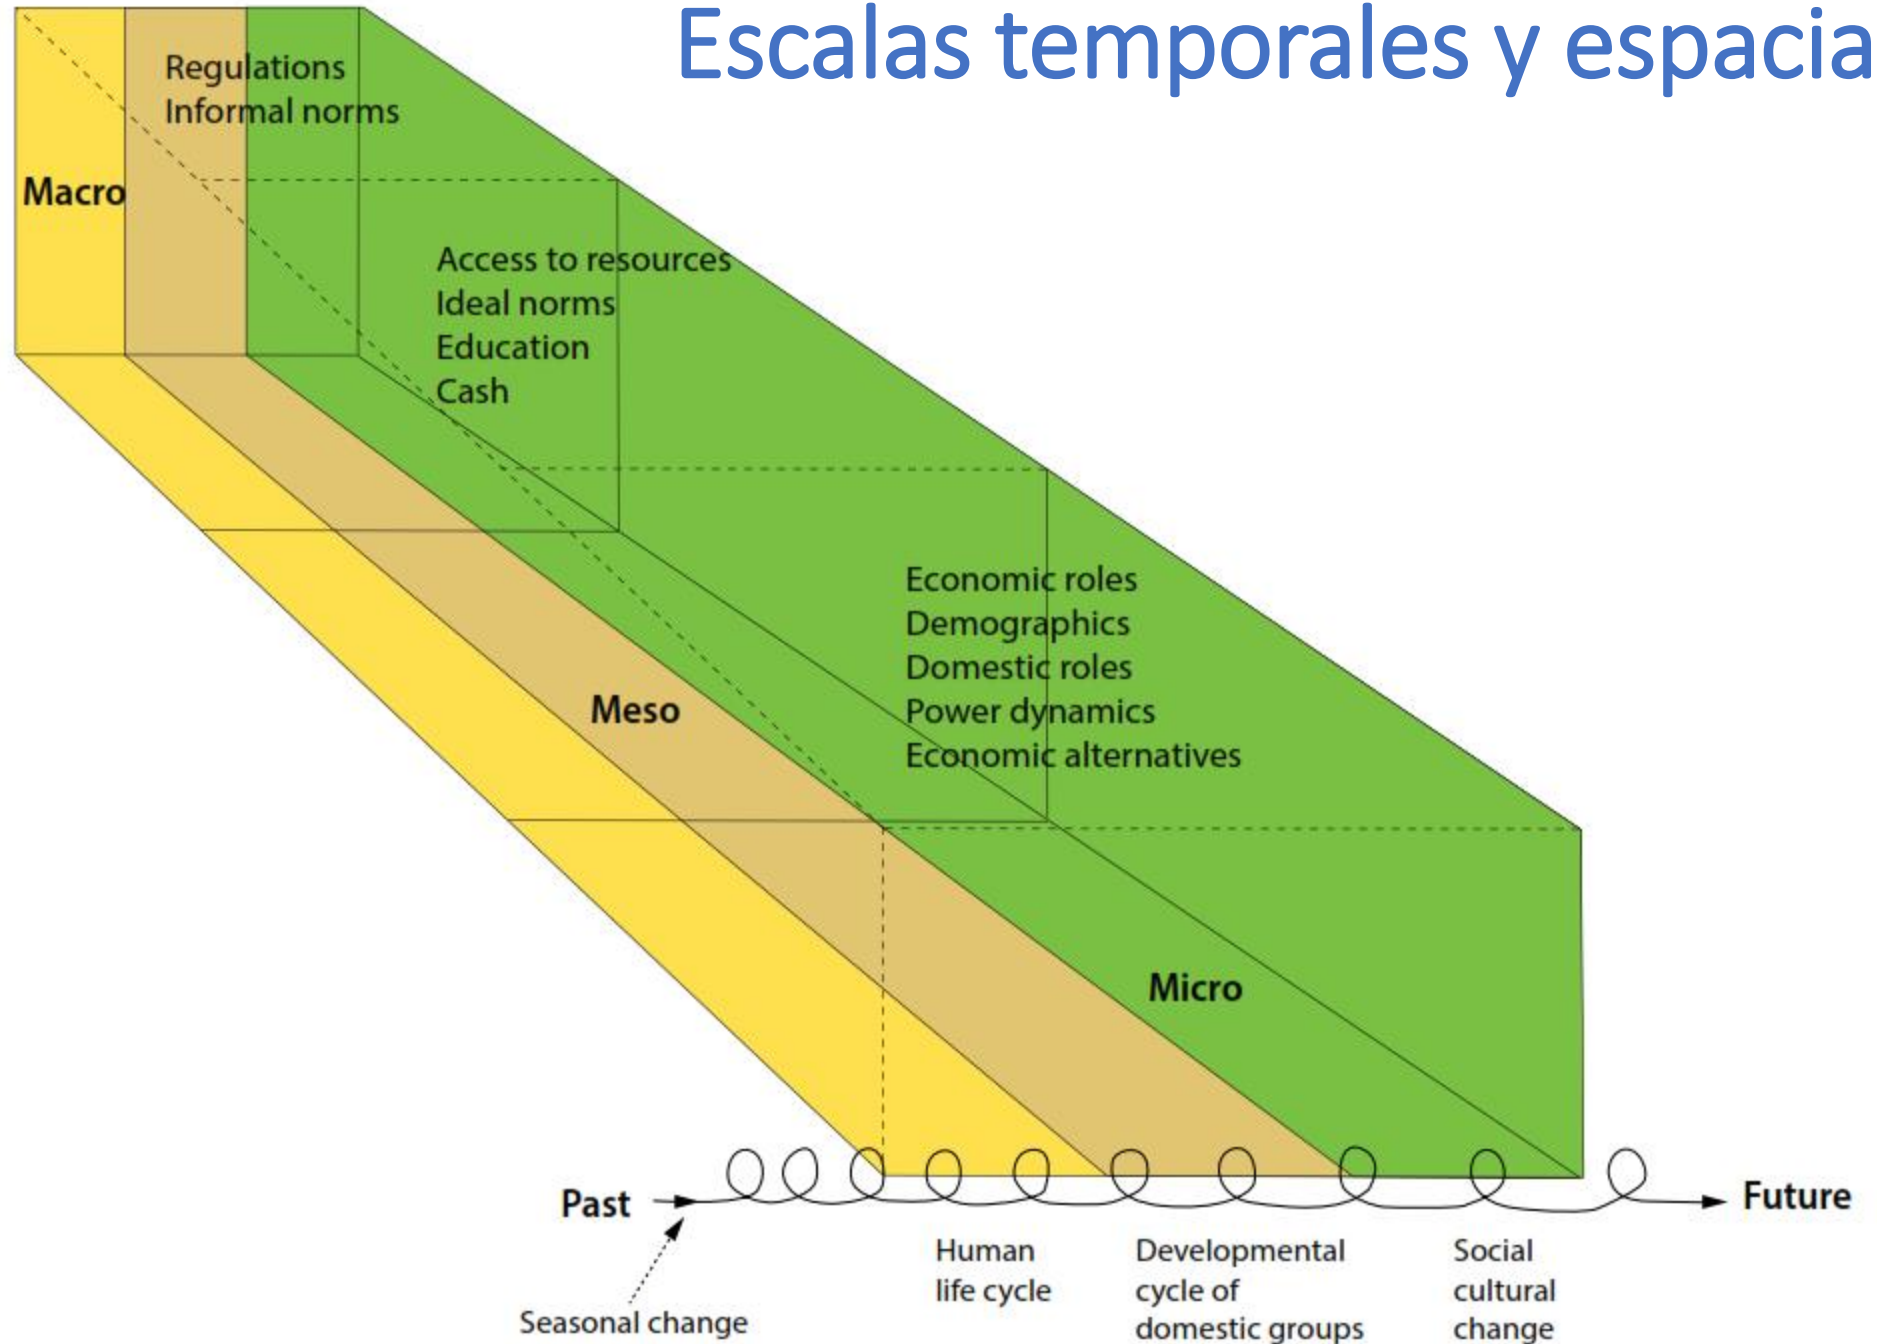 Escalas temporales y espacia
Regulations
Informal norms
Macro
Access to resources
Ideal norms
Education
Cash
Economic roles
Demographics
Domestic roles
Power dynamics
Economic alternatives
Meso
Micro
Past
Future
Human
life cycle
Developmental
cycle of
domestic groups
Social
cultural
change
Seasonal change